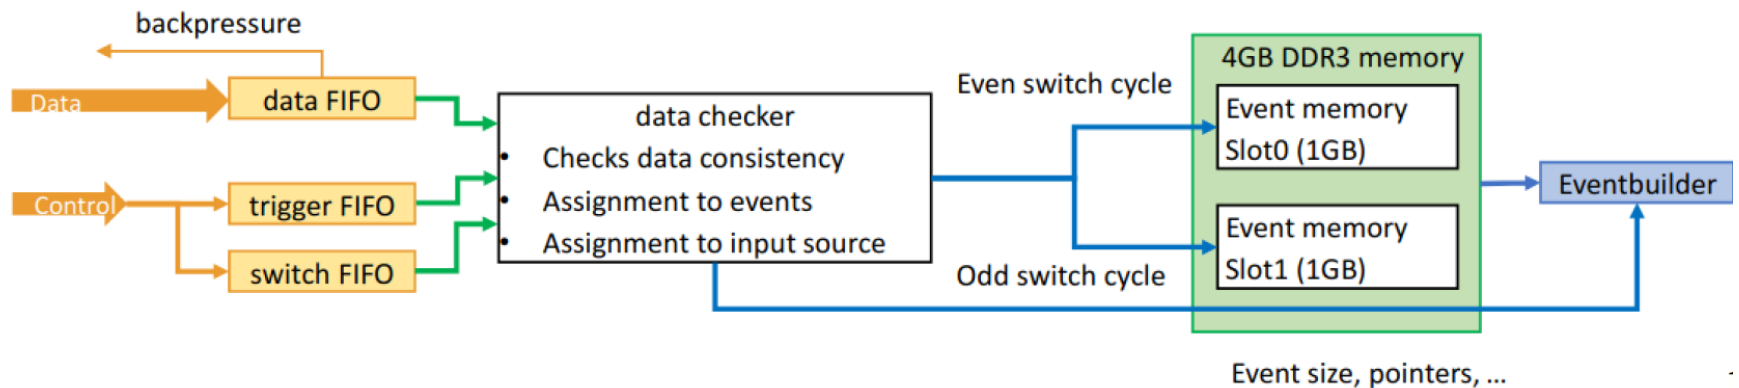 backpressure
Data
data FIFO
Control
trigger FIFO
switch FIFO
data checker
• Checks data consistency
• Assignment to events
• Assignment to input source
Even switch cycle
Odd switch cycle
4GB DDR3 memory
Event memory
Slot0 (1GB)
Event memory
Slot1 (1GB)
Eventbuilder
Event size, pointers, ...